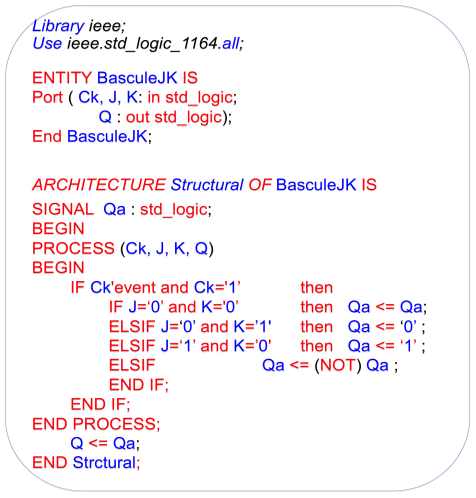 Library ieee;
Use ieee.std_logic_1164.all;
ENTITY BasculeJK IS
Port ( Ck, J, K: in std_logic;
Q : out std_logic);
End BasculeJK;
ARCHITECTURE Structural OF BasculeJK IS
SIGNAL Qa : std_logic;
BEGIN
PROCESS (Ck, J, K, Q)
BEGIN
IF Ck'event and Ck='1’ then
IF J=‘0’ and K='0’ then Qa <= Qa;
ELSIF J=‘0’ and K=’1' then Qa <= ‘0’ ;
ELSIF J=‘1’ and K=’0' then Qa <= ‘1’ ;
ELSIF Qa <= (NOT) Qa ;
END IF;
END IF;
END PROCESS;
Q <= Qa;
END Strctural;